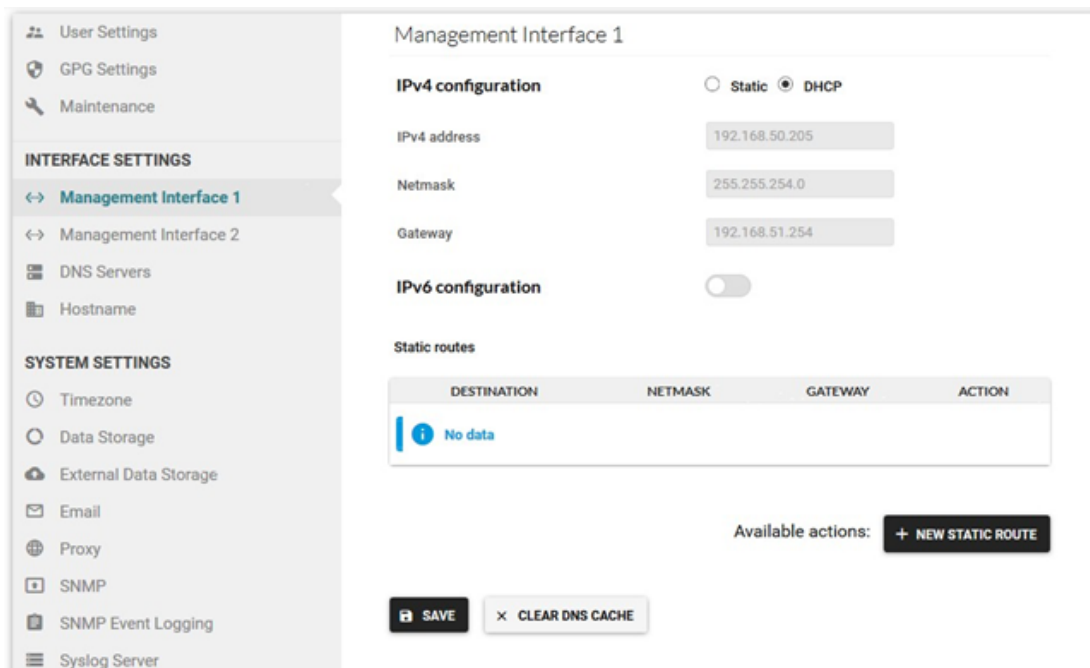 User Settings
GPG Settings
Maintenance
INTERFACE SETTINGS
Management Interface 1
Management Interface 2
DNS Servers
Hostname
SYSTEM SETTINGS
Timezone
Data Storage
External Data Storage
Email
Proxy
SNMP
SNMP Event Logging
Syslog Server
Management Interface 1
IPv4 configuration Static DHCP
IPv4 address 192.168.50.205
Netmask 255.255.254.0
Gateway 192.168.51.254
IPv6 configuration
Static routes
DESTINATION NETMASK GATEWAY ACTION
No data
Available actions: + NEW STATIC ROUTE
SAVE × CLEAR DNS CACHE